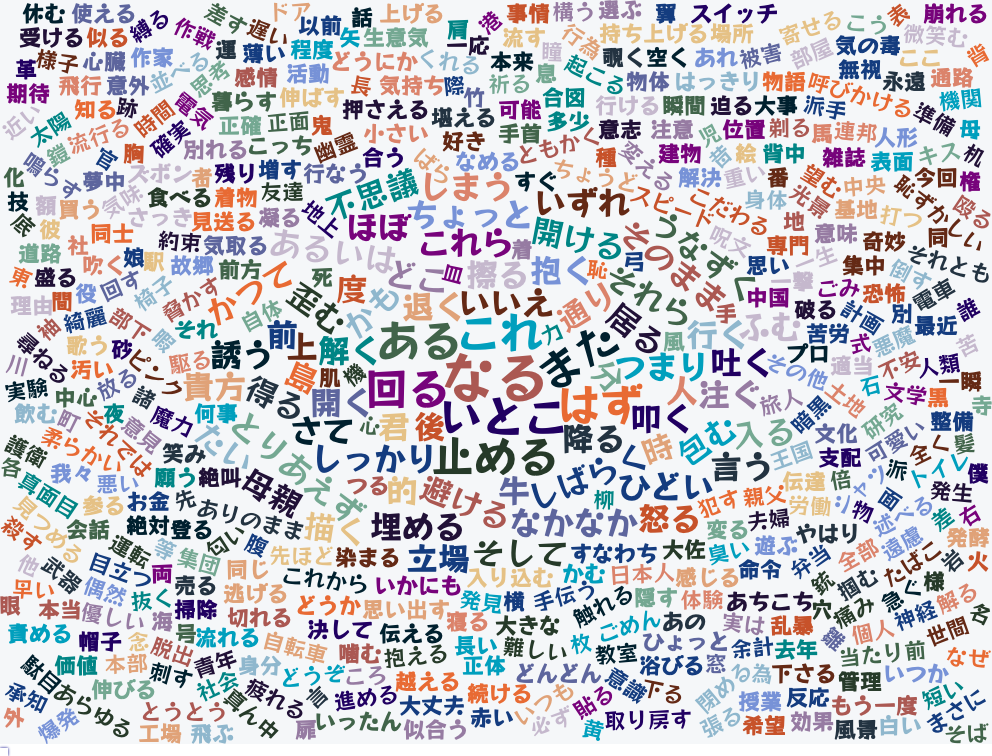 休む 使える 縛る 作戦 差す 遅い ドア 以前 話 上げる 肩 港 事情 構う 選ぶ 翼 スイッチ 寄せる こう 表 崩れる
受ける 似る 運 薄い 程度 矢 生意気 一応 流す 行為 持ち上げる 場所 部屋 気の毒 微笑む
革 様子 心臓 作家 並べる 思考 感情 活動 どうにか くれる 本来 瞳 覗く 空く あれ 被害 無視 ここ 背
期待 飛行 意外 電気 暮らす 伸ばす 長 気持ち 際 祈る 息 起こる 物体 はっきり 物語 呼びかける 永遠 通路 機関
近い 太陽 知る 跡 時間 正確 正面 鬼 押さえる 堪える 竹 可能 合図 多少 行ける 瞬間 迫る 大事 派手 準備 母
鎧 流行る 確実 別れる こっち 幽霊 小さい 好き 手首 ともかく 意志 注意 児 位置 剃る 馬 連邦 人形
鳴らす 官 胸 ズボン 者 残り 増す 行なう 合う ばら なめる ちょうど 種 変える 建物 絵 背中 雑誌 表面 キス 机
化 夢中 気味 食べる 着物 友達 不思議 しまう すぐ いずれ スピード 解決 重い 番 望む 中央 恥ずかしい 今回 権
技 民 額 買う さっき 見送る 凝る 地上 ほぼ ちょっと 開ける うなずく こだわる 身体 光景 基地 打つ 殴る
道路 彼 社 同士 約束 気取る あるいは これら 着 そのまま 呪文 専門 地 意味 奇妙 同じ それとも
東 盛る 吹く 娘 駅 故郷 前方 かつて 死 度 どこ 皿 擦る 抱く 恥 弓 それら 思い 一撃 一生 集中 倒す
理由 間 役 回す 椅子 脅かす 自体 歪む かも 退く いいえ 通り 居る 手 中国 ごみ 恐怖 電車 誰
袖 綺麗 部下 それ 前 上 解く ある これ 力 また 風 行く ふむ 破る 計画 別 最近
川 尋ねる 歌う 砂 汚い ピンク 駆る 誘う 島 肌 機 回る なる つまり 吐く プロ 苦労 式 悪魔 不安 人類 苦
実験 中心 放る 諸 貴方 得る 開く いとこ はず 人 注ぐ その他 旅人 適当 石 土地 文学 黒 一瞬
飲む 町 夜 魔力 何事 さて 心 君 後 叩く 暗黒 研究 整備 寺
護衛 柔らかい それでは 意見 笑み とりあえず しっかり 止める 降る 時 包む 入る 王国 文化 支配 可愛い 全く 髪
各 真面目 我々 悪い 願う 絶叫 母親 つる 的 避ける 牛 しばらく 柳 ひどい 言う 犯す 親父 伝達 倍 シャツ 派 トイレ 僕
見つめる 参る お金 先 ありのまま 描く 埋める なかなか 怒る 労働 物 面 述べる 発生
殺す 会話 絶対 登る 匂い 腹 先ほど 染まる 立場 そして すなわち 大佐 変る 夫婦 やはり 差 右
他 武器 運転 等 集団 同じ これから いかにも 入り込む かむ 日本人 感じる 臭い 遊ぶ 弁当 全部 遠慮 発酵
早い 目立つ 偶然 両 売る 逃げる どうか 思い出す 発見 横 手伝う 触れる 隠す 体験 命令 銃 掴む たばこ 岩 火
眼 本当 優しい 抜く 海 掃除 切れる 寝る 大きな ごめん あの あちこち 穴 痛み 急ぐ 様
責める 帽子 念 号 流れる 自転車 決して 伝える 長い 難しい 枚 ひょっと 実は 乱暴 誰 個人 神経 解る
駄目 価値 本部 脱出 刺す 青年 身分 どうぞ 噛む 抱える 正体 教室 浴びる 窓 余計 去年 当たり前 世間 名 なぜ
承知 あらゆる 伸びる 社会 真ん中 疲れる 言 進める ころ 越える 続ける どんどん 意識 下る 閉める 為 下さる 管理 いつか
外 爆発 とうとう 工場 飛ぶ 扉 いったん 大丈夫 似合う 赤い いつも 必ず 貼る 黄 取り戻す 張る 授業 希望 反応 効果 もう一度 風景 白い 短い まさに そば